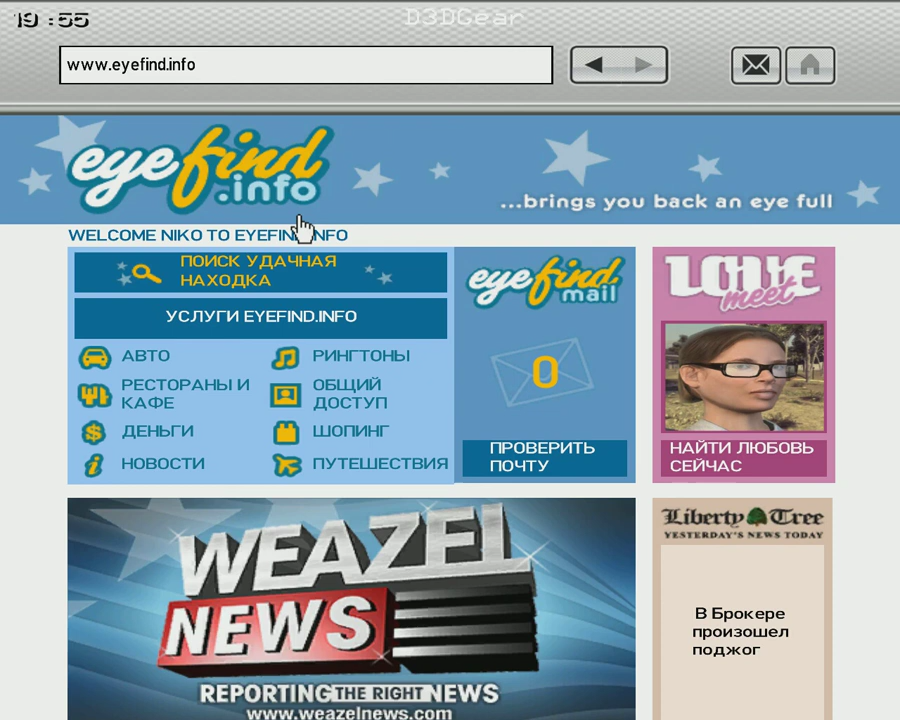 19:55
D3DGear
www.eyefind.info
eyefind
.info
...brings you back an eye full
WELCOME NIKO TO EYEFIND.INFO
ПОИСК УДАЧНАЯ
НАХОДКА
УСЛУГИ EYEFIND.INFO
АВТО
РИНГТОНЫ
РЕСТОРАНЫ И
КАФЕ
ОБЩИЙ
ДОСТУП
ДЕНЬГИ
ШОПИНГ
НОВОСТИ
ПУТЕШЕСТВИЯ
eyefind
mail
0
ПРОВЕРИТЬ
ПОЧТУ
LOVE
meet
НАЙТИ ЛЮБОВЬ
СЕЙЧАС
WEAZEL
NEWS
REPORTING THE RIGHT NEWS
www.weazelnews.com
Liberty Tree
YESTERDAY'S NEWS TODAY
В Брокере
произошел
поджог